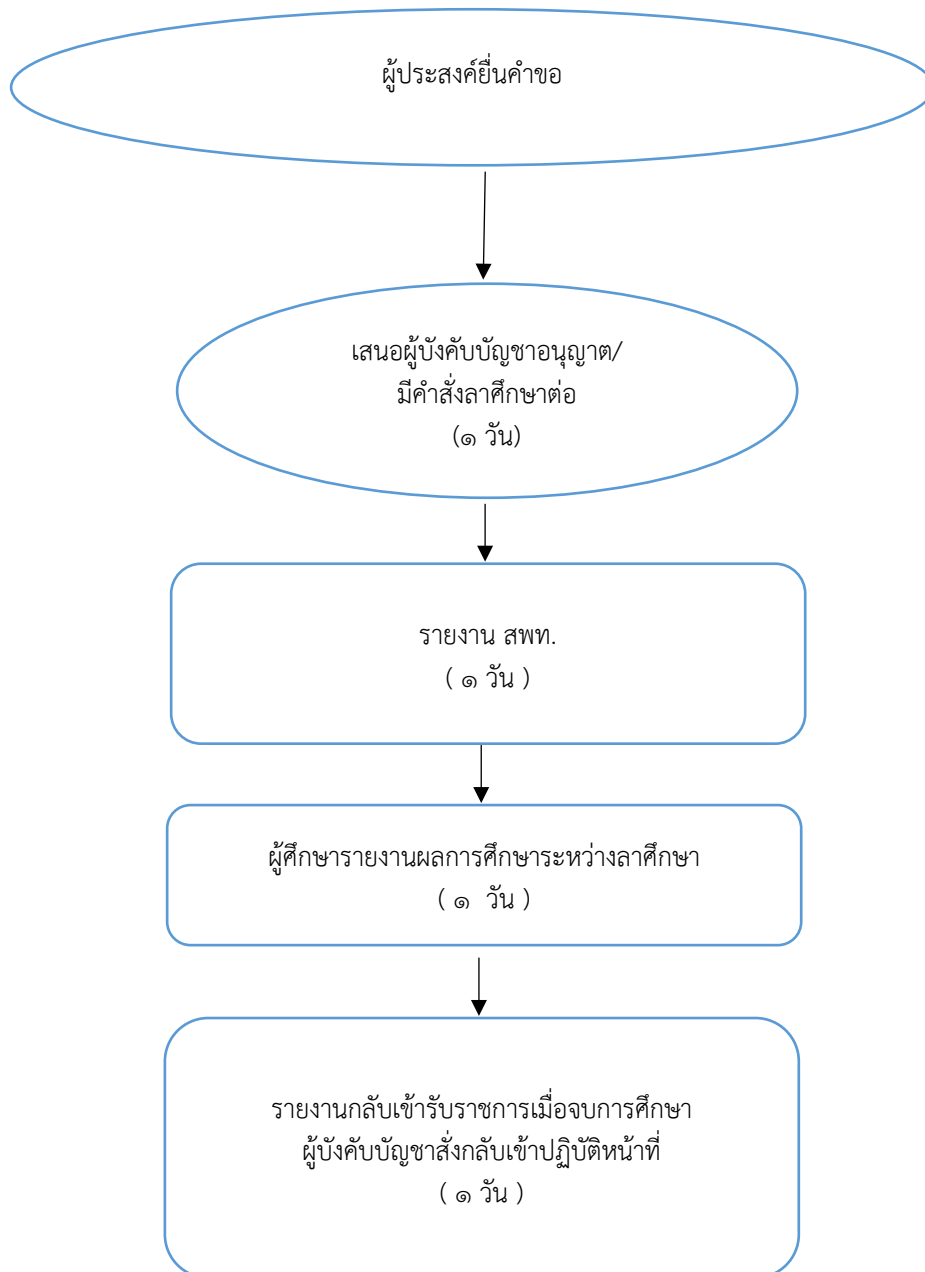 ผู้ประสงค์ยื่นคำขอ
เสนอผู้บังคับบัญชาอนุญาต/
มีคำสั่งลาศึกษาต่อ
(๑ วัน)
รายงาน สพท.
( ๑ วัน )
ผู้ศึกษารายงานผลการศึกษาระหว่างลาศึกษา
( ๑  วัน )
รายงานกลับเข้ารับราชการเมื่อจบการศึกษา
ผู้บังคับบัญชาสั่งกลับเข้าปฏิบัติหน้าที่
( ๑ วัน )